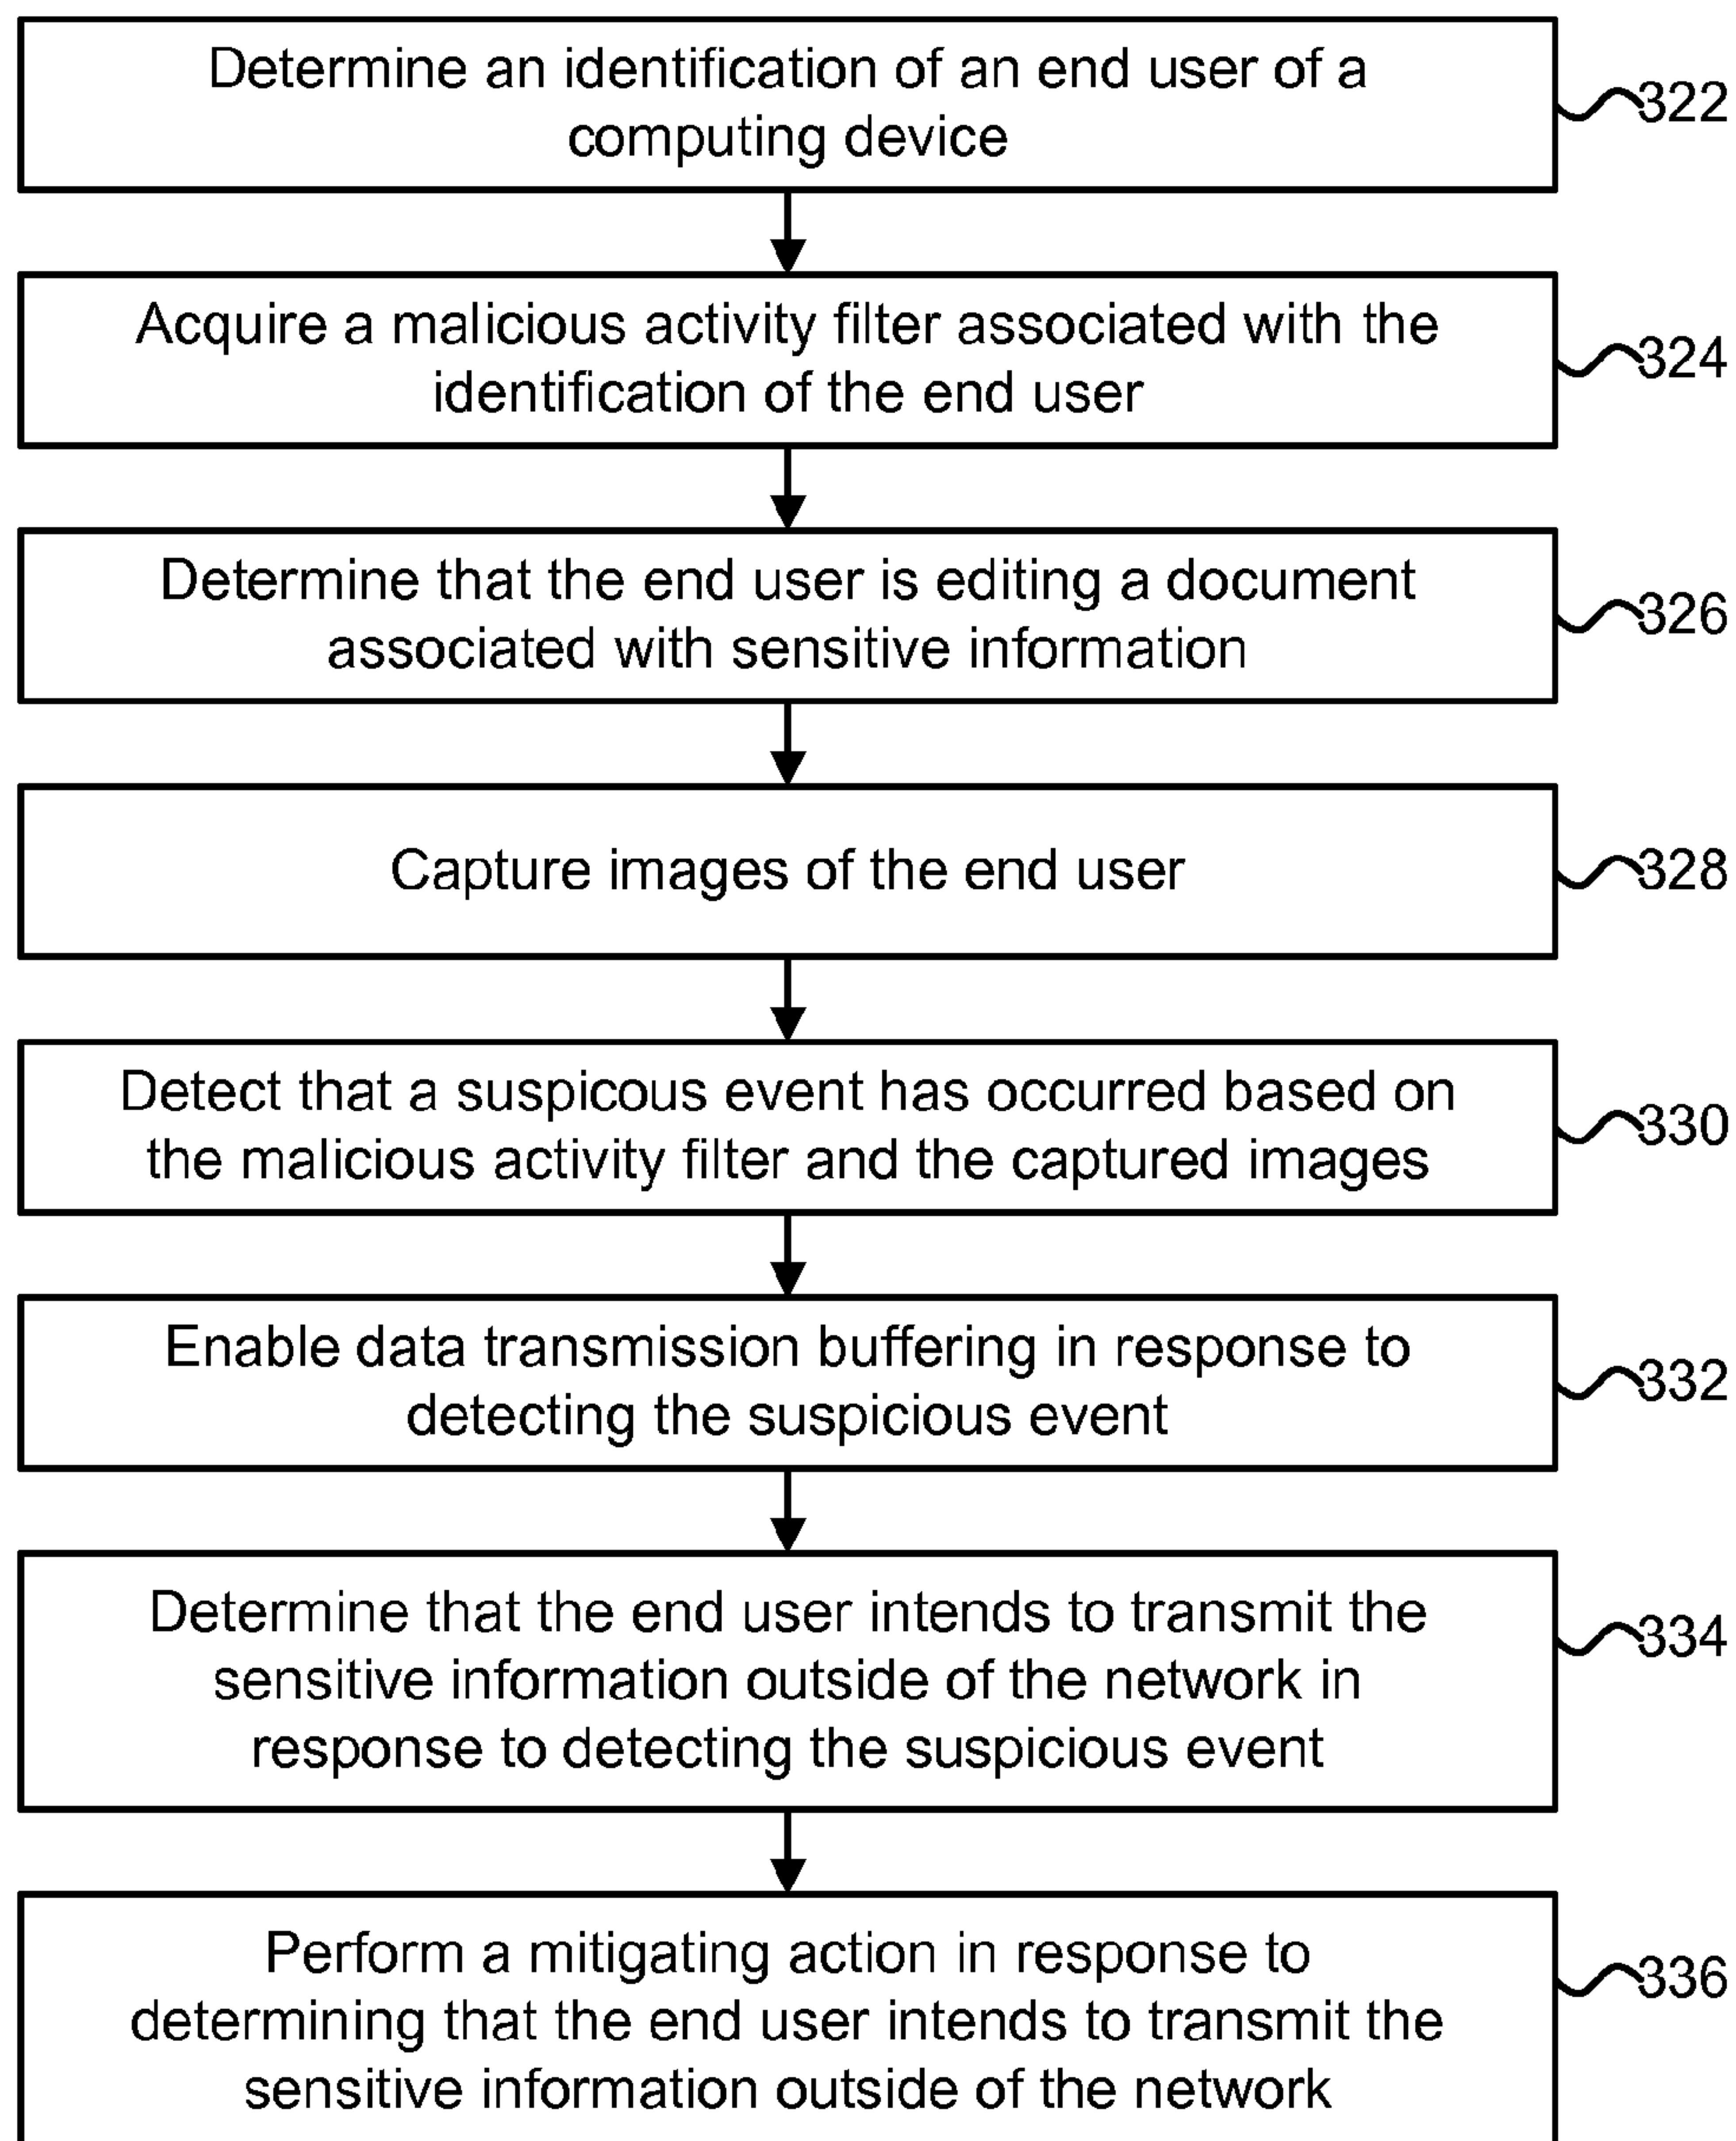 Determine an identification of an end user of a
computing device
322
Acquire a malicious activity filter associated with the
identification of the end user
324
Determine that the end user is editing a document
associated with sensitive information
326
Capture images of the end user
328
Detect that a suspicous event has occurred based on
the malicious activity filter and the captured images
330
Enable data transmission buffering in response to
detecting the suspicious event
332
Determine that the end user intends to transmit the
sensitive information outside of the network in
response to detecting the suspicious event
334
Perform a mitigating action in response to
determining that the end user intends to transmit the
sensitive information outside of the network
336